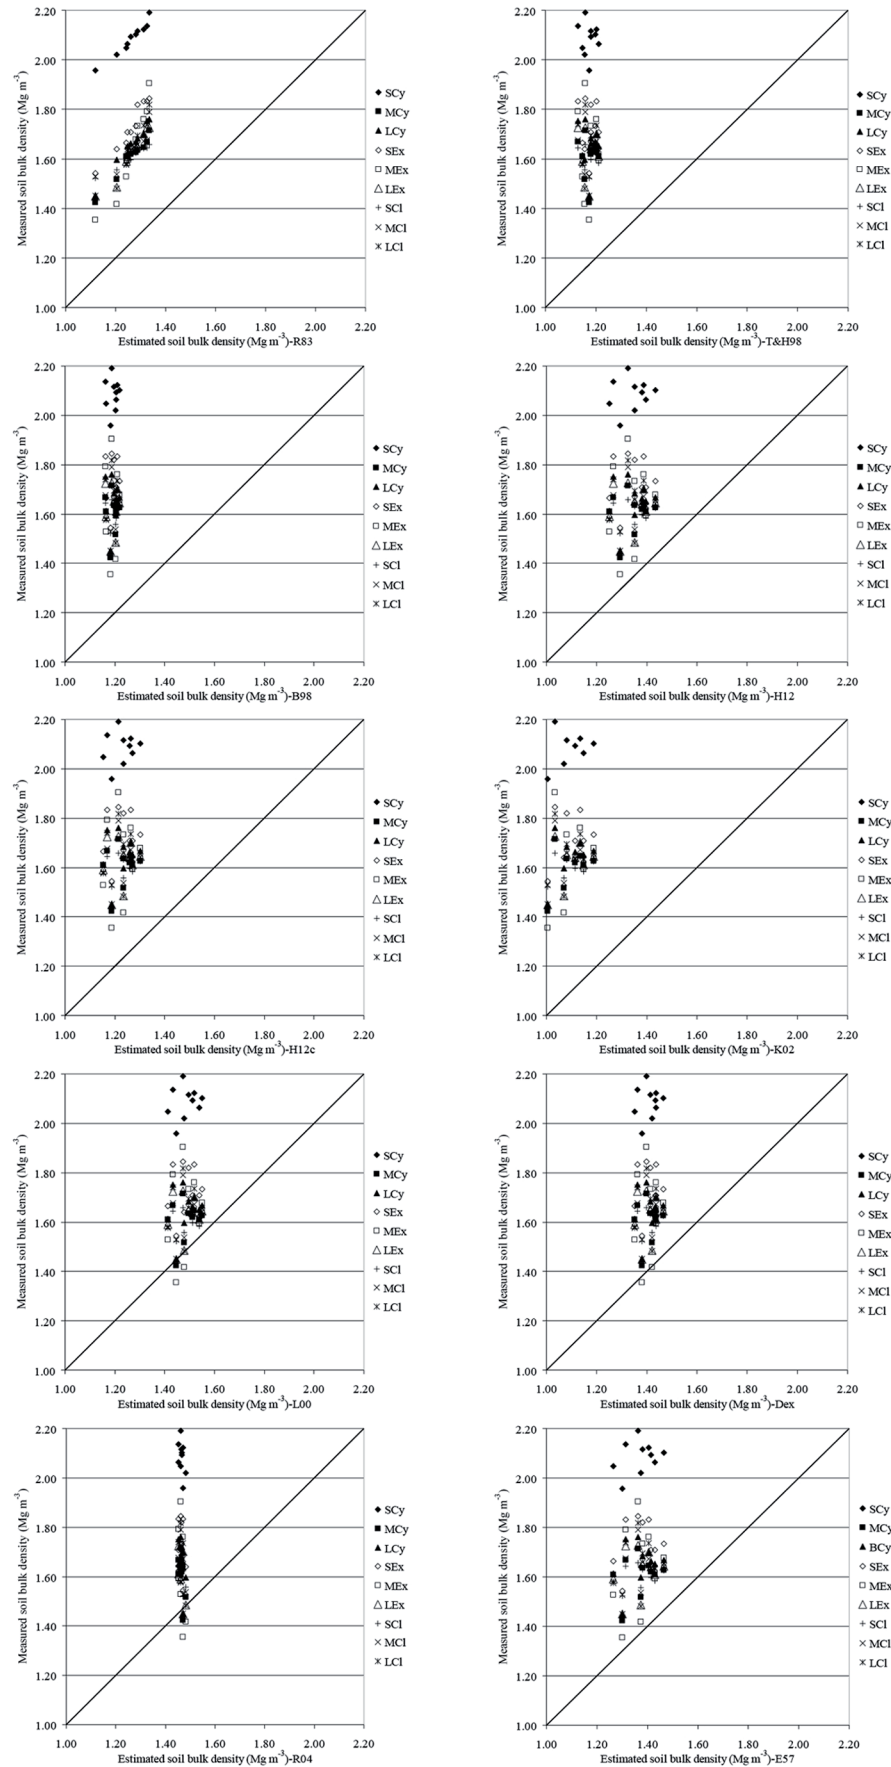 Measured soil bulk density (Mg m⁻³)
2.20
2.00
1.80
1.60
1.40
1.20
1.00
SCy
MCy
LCy
SEx
MEx
LEx
SCl
MCl
LCl
1.00 1.20 1.40 1.60 1.80 2.00 2.20
Estimated soil bulk density (Mg m⁻³)-R83
Measured soil bulk density (Mg m⁻³)
2.20
2.00
1.80
1.60
1.40
1.20
1.00
SCy
MCy
LCy
SEx
MEx
LEx
SCl
MCl
LCl
1.00 1.20 1.40 1.60 1.80 2.00 2.20
Estimated soil bulk density (Mg m⁻³)-T&H98
Measured soil bulk density (Mg m⁻³)
2.20
2.00
1.80
1.60
1.40
1.20
1.00
SCy
MCy
LCy
SEx
MEx
LEx
SCl
MCl
LCl
1.00 1.20 1.40 1.60 1.80 2.00 2.20
Estimated soil bulk density (Mg m⁻³)-B98
Measured soil bulk density (Mg m⁻³)
2.20
2.00
1.80
1.60
1.40
1.20
1.00
SCy
MCy
LCy
SEx
MEx
LEx
SCl
MCl
LCl
1.00 1.20 1.40 1.60 1.80 2.00 2.20
Estimated soil bulk density (Mg m⁻³)-H12
Measured soil bulk density (Mg m⁻³)
2.20
2.00
1.80
1.60
1.40
1.20
1.00
SCy
MCy
LCy
SEx
MEx
LEx
SCl
MCl
LCl
1.00 1.20 1.40 1.60 1.80 2.00 2.20
Estimated soil bulk density (Mg m⁻³)-H12c
Measured soil bulk density (Mg m⁻³)
2.20
2.00
1.80
1.60
1.40
1.20
1.00
SCy
MCy
LCy
SEx
MEx
LEx
SCl
MCl
LCl
1.00 1.20 1.40 1.60 1.80 2.00 2.20
Estimated soil bulk density (Mg m⁻³)-K02
Measured soil bulk density (Mg m⁻³)
2.20
2.00
1.80
1.60
1.40
1.20
1.00
SCy
MCy
LCy
SEx
MEx
LEx
SCl
MCl
LCl
1.00 1.20 1.40 1.60 1.80 2.00 2.20
Estimated soil bulk density (Mg m⁻³)-L00
Measured soil bulk density (Mg m⁻³)
2.20
2.00
1.80
1.60
1.40
1.20
1.00
SCy
MCy
LCy
SEx
MEx
LEx
SCl
MCl
LCl
1.00 1.20 1.40 1.60 1.80 2.00 2.20
Estimated soil bulk density (Mg m⁻³)-Dex
Measured soil bulk density (Mg m⁻³)
2.20
2.00
1.80
1.60
1.40
1.20
1.00
SCy
MCy
LCy
SEx
MEx
LEx
SCl
MCl
LCl
1.00 1.20 1.40 1.60 1.80 2.00 2.20
Estimated soil bulk density (Mg m⁻³)-R04
Measured soil bulk density (Mg m⁻³)
2.20
2.00
1.80
1.60
1.40
1.20
1.00
SCy
MCy
BCy
SEx
MEx
LEx
SCl
MCl
LCl
1.00 1.20 1.40 1.60 1.80 2.00 2.20
Estimated soil bulk density (Mg m⁻³)-E57